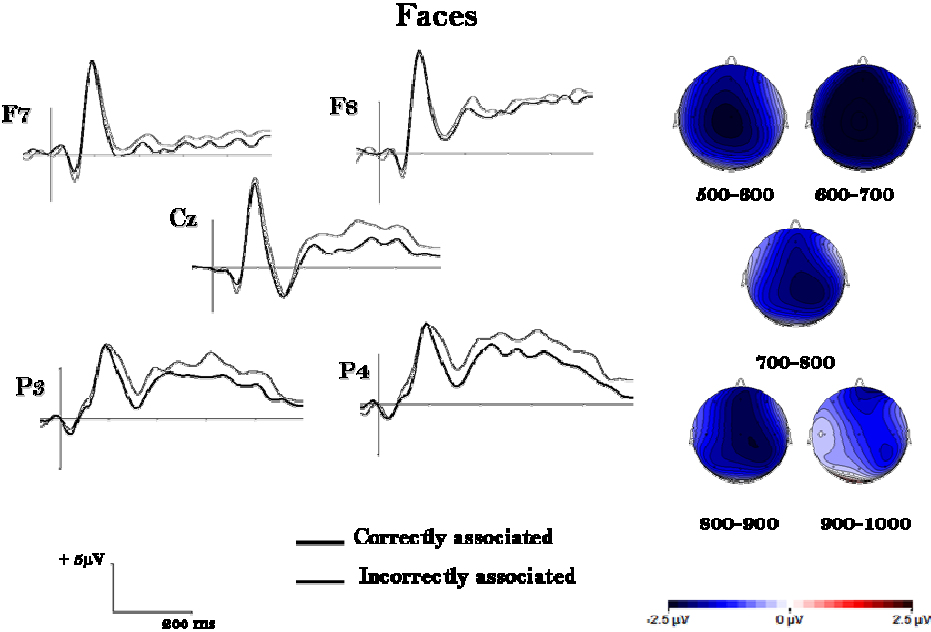 Faces
F7
F8
500-600
600-700
Cz
700-800
P3
P4
800-900
900-1000
Correctly associated
Incorrectly associated
+ 5µV
200 ms
-2.5 µV
0 µV
2.5 µV